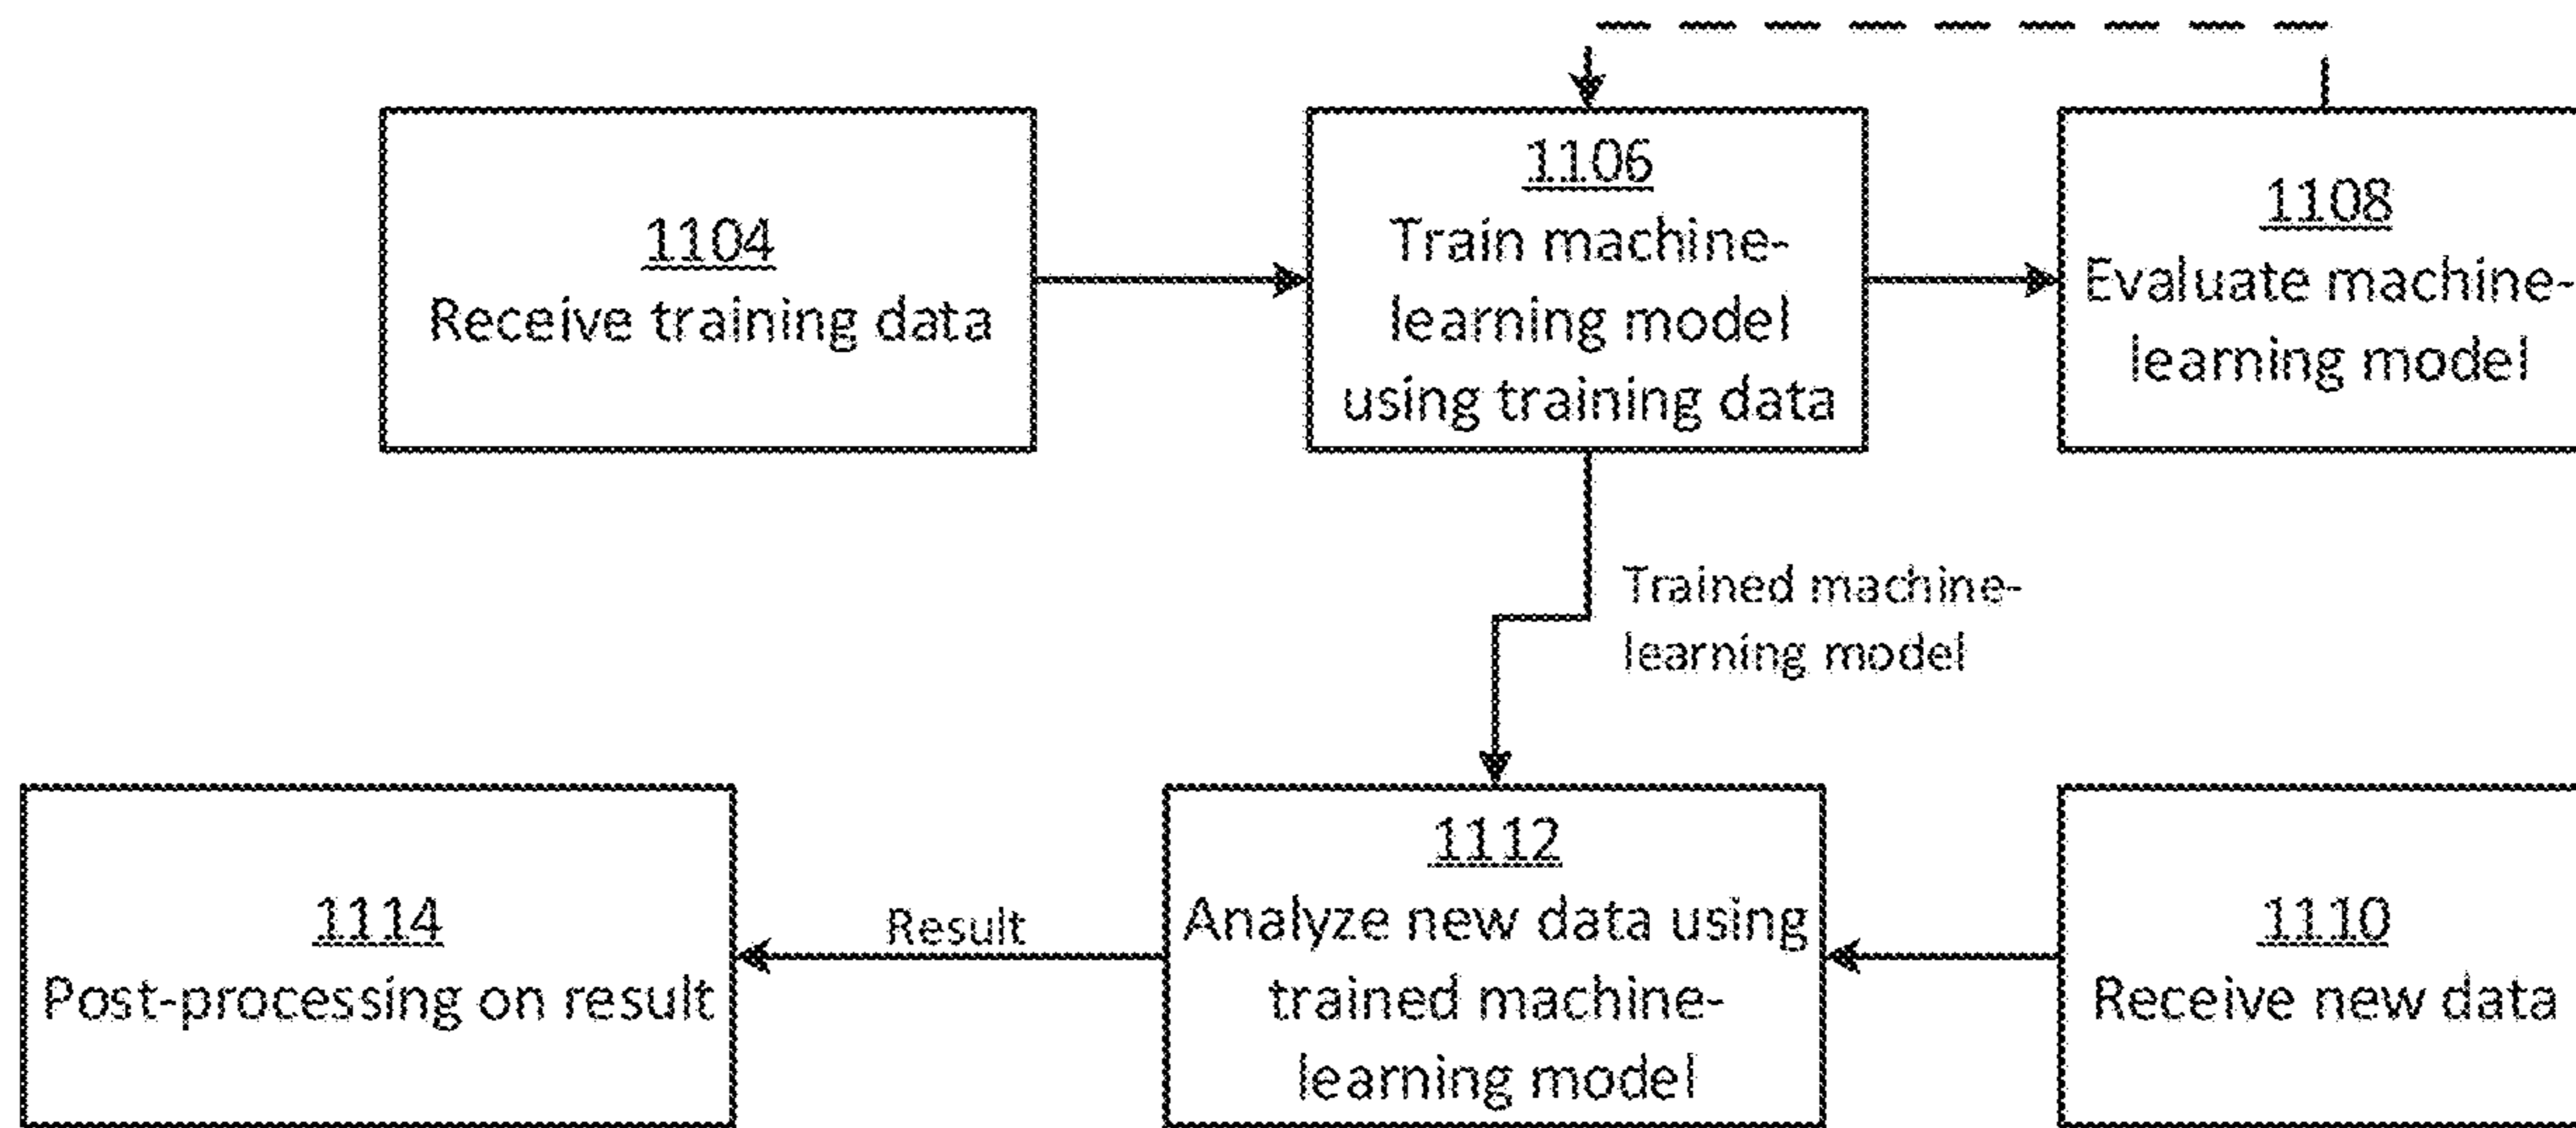 1104
Receive training data
1106
Train machine-
learning model
using training data
1108
Evaluate machine-
learning model
Trained machine-
learning model
1114
Post-processing on result
Result
1112
Analyze new data using
trained machine-
learning model
1110
Receive new data